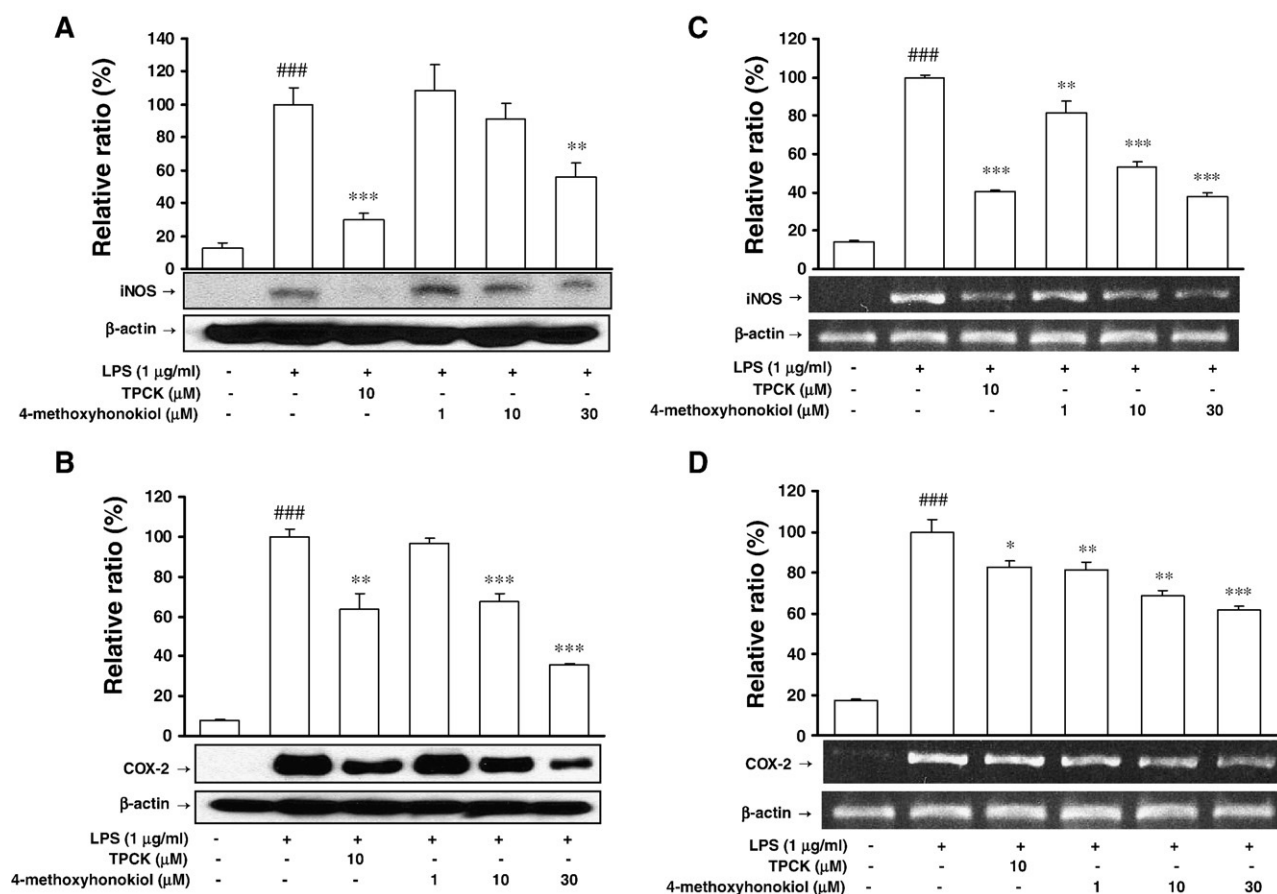 A
Relative ratio (%)
140
120
100
80
60
40
20
0
###
***
**
iNOS →
β-actin →
LPS (1 μg/ml) - + + + + +
TPCK (μM) - - 10 - - -
4-methoxyhonokiol (μM) - - - 1 10 30
C
Relative ratio (%)
120
100
80
60
40
20
0
###
***
**
***
***
iNOS →
β-actin →
LPS (1 μg/ml) - + + + + +
TPCK (μM) - - 10 - - -
4-methoxyhonokiol (μM) - - - 1 10 30
B
Relative ratio (%)
120
100
80
60
40
20
0
###
**
***
***
COX-2 →
β-actin →
LPS (1 μg/ml) - + + + + +
TPCK (μM) - - 10 - - -
4-methoxyhonokiol (μM) - - - 1 10 30
D
Relative ratio (%)
120
100
80
60
40
20
0
###
*
**
**
***
COX-2 →
β-actin →
LPS (1 μg/ml) - + + + + +
TPCK (μM) - - 10 - - -
4-methoxyhonokiol (μM) - - - 1 10 30